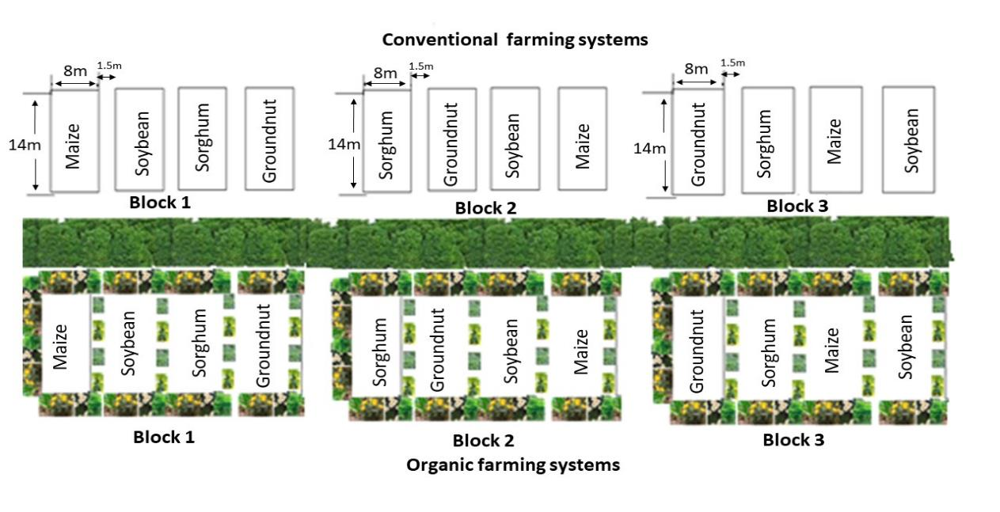 Conventional farming systems
8m
1.5m
8m
1.5m
8m
1.5m
14m
Maize
Soybean
Sorghum
Groundnut
14m
Sorghum
Groundnut
Soybean
Maize
14m
Groundnut
Sorghum
Maize
Soybean
Block 1
Block 2
Block 3
Maize
Soybean
Sorghum
Groundnut
Sorghum
Groundnut
Soybean
Maize
Groundnut
Sorghum
Maize
Soybean
Block 1
Block 2
Block 3
Organic farming systems